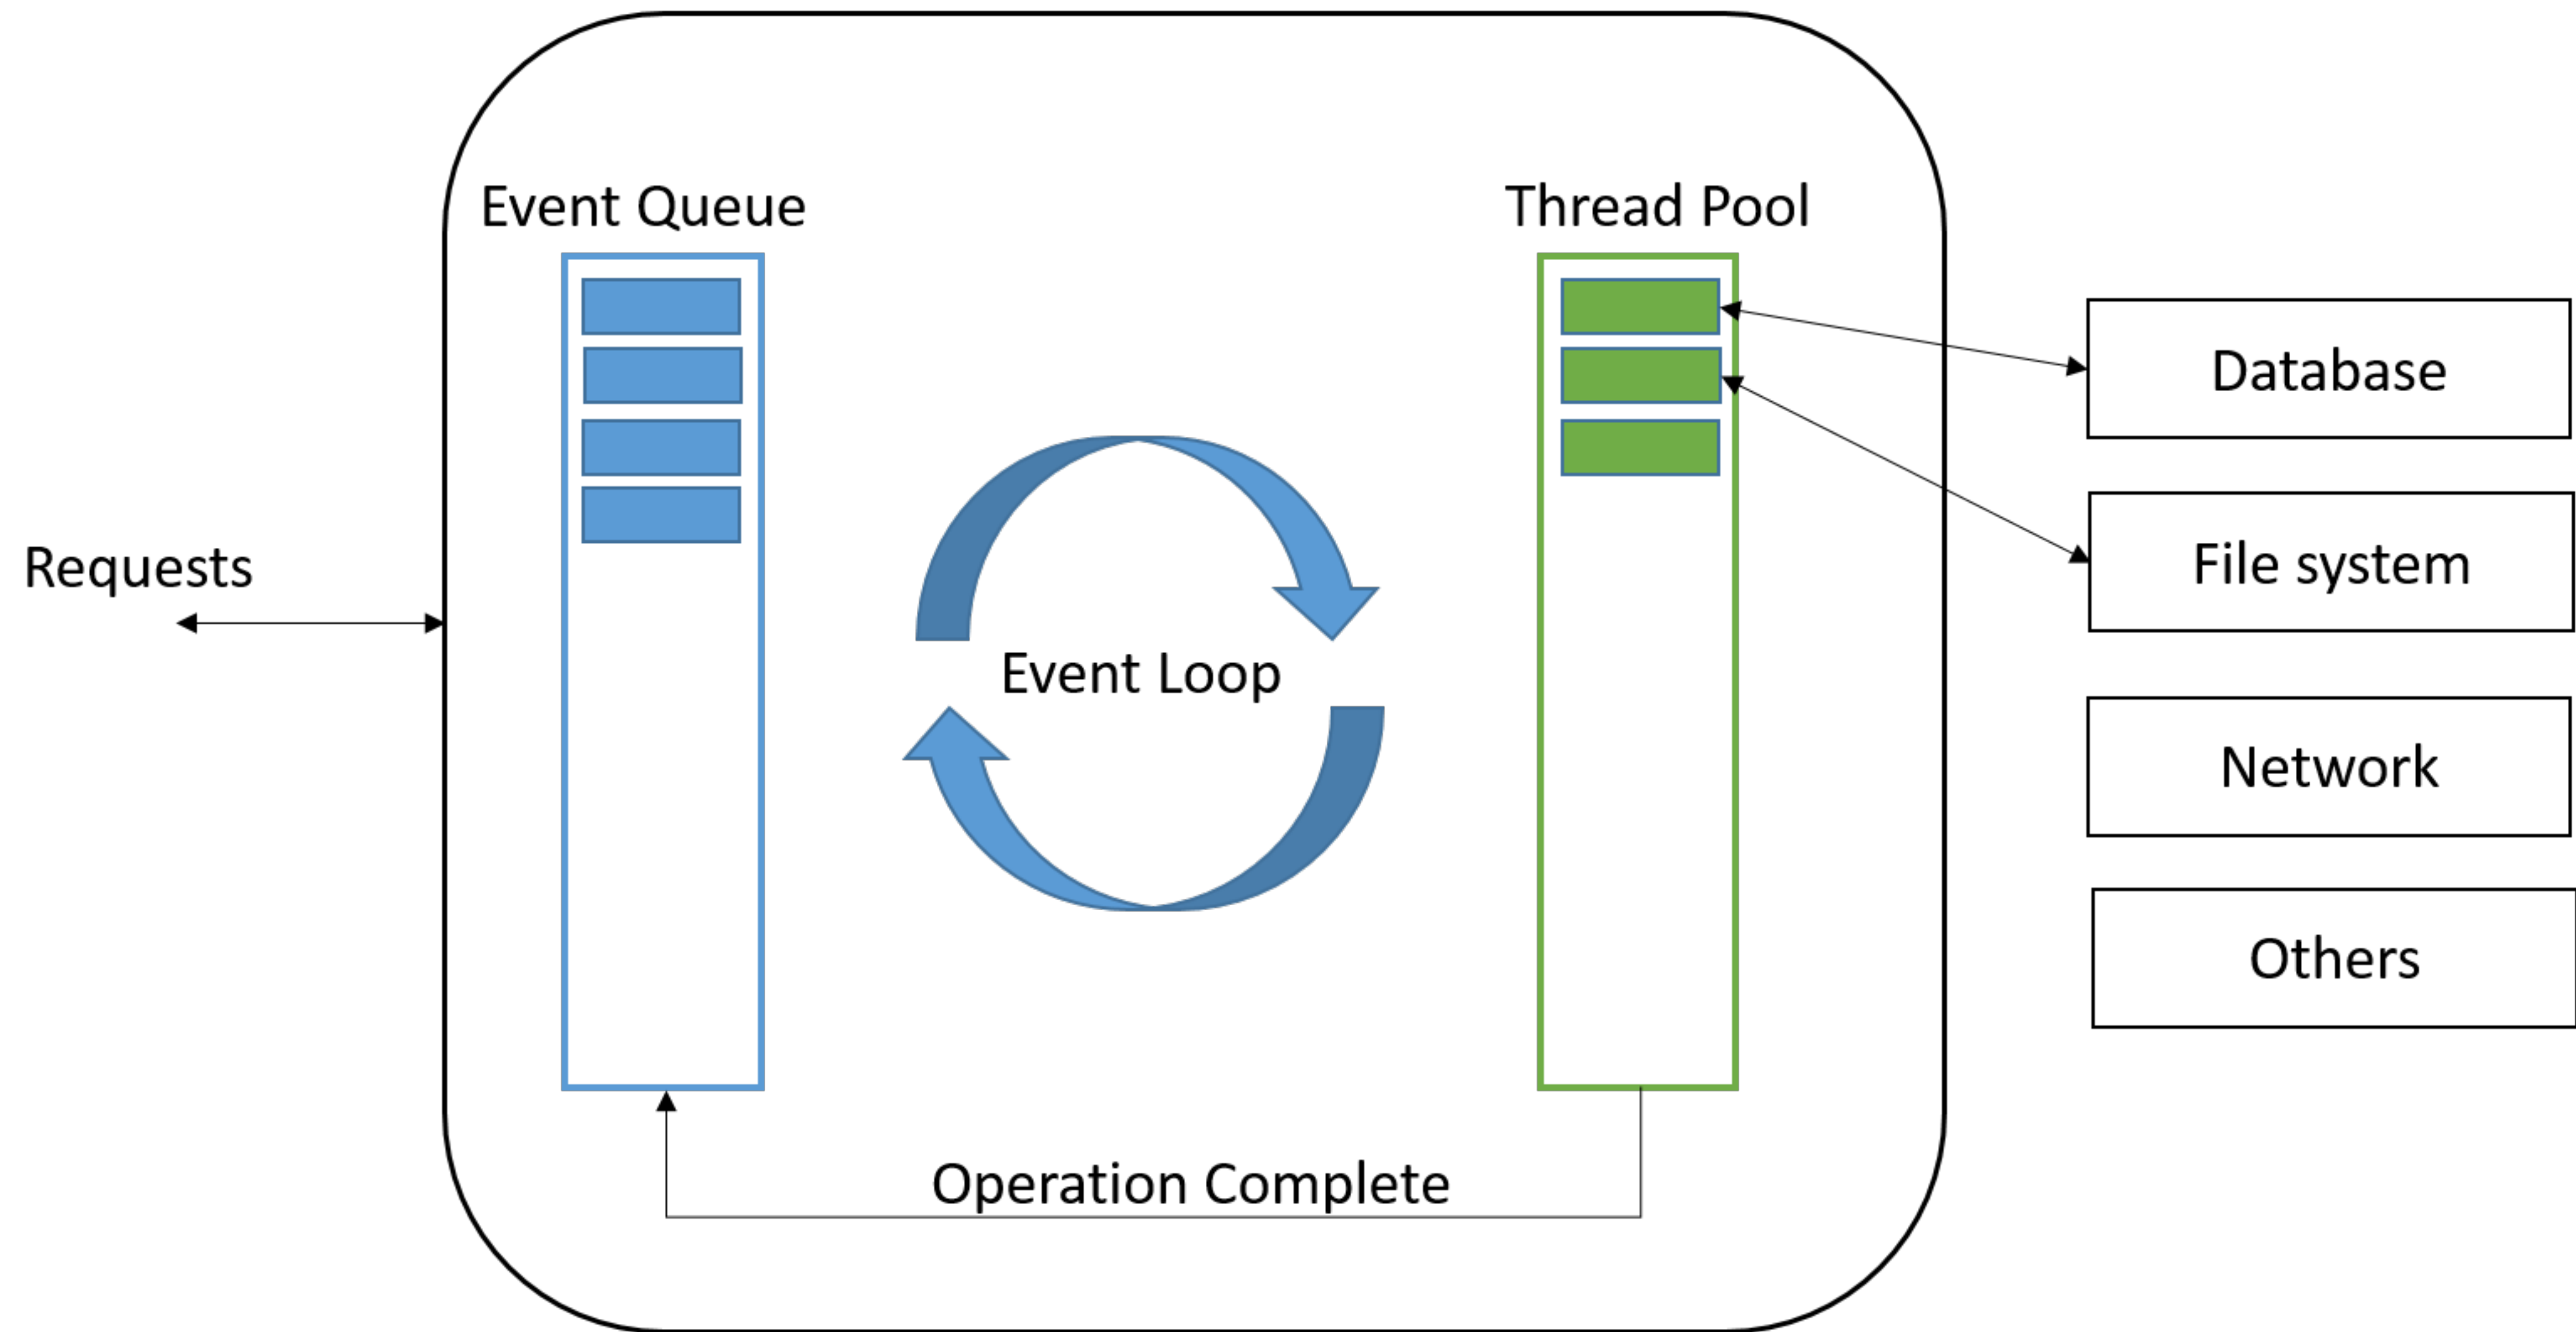 Event Queue
Thread Pool
Requests
Event Loop
Database
File system
Network
Others
Operation Complete